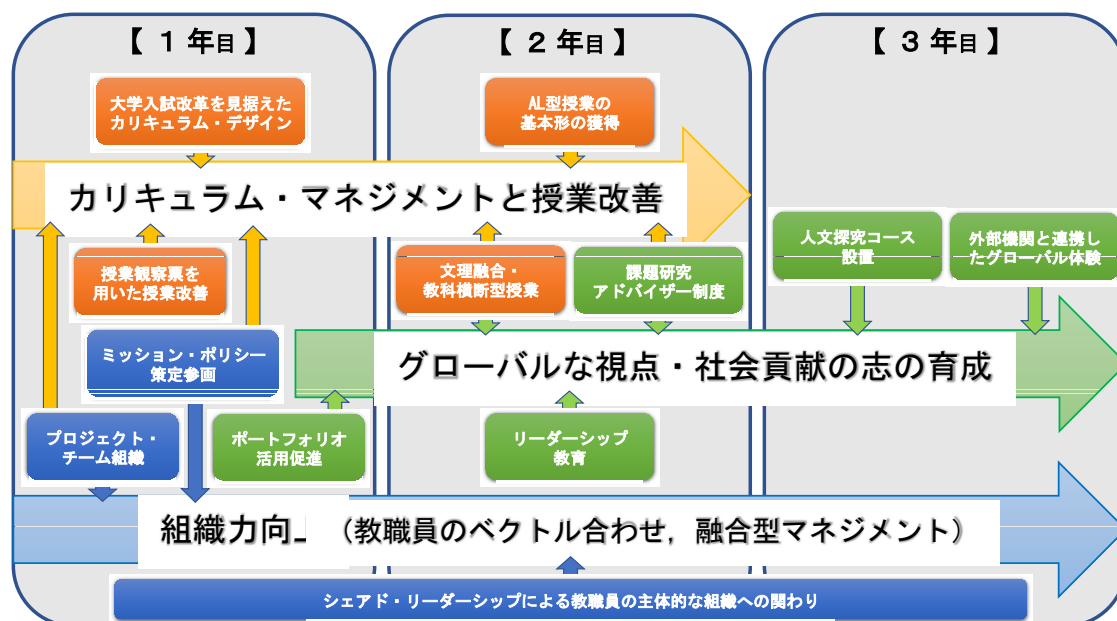 【 1 年目 】
【 2 年目 】
【 3 年目 】
大学入試改革を見据えた
カリキュラム・デザイン
AL型授業の
基本形の獲得
カリキュラム・マネジメントと授業改善
授業観察票を
用いた授業改善
文理融合・
教科横断型授業
課題研究
アドバイザー制度
人文探究コース
設置
外部機関と連携し
たグローバル体験
ミッション・ポリシー
策定参画
グローバルな視点・社会貢献の志の育成
プロジェクト・
チーム組織
ポートフォリオ
活用促進
リーダーシップ
教育
組織力向上 （教職員のベクトル合わせ，融合型マネジメント）
シェアド・リーダーシップによる教職員の主体的な組織への関わり